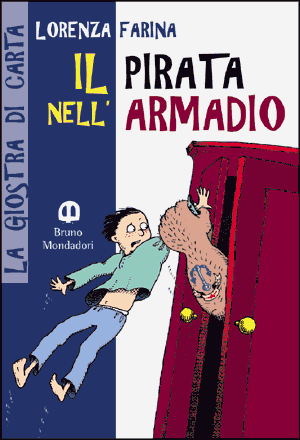 LA GIOSTRA DI CARTA
LORENZA FARINA
IL PIRATA
NELL' ARMADIO
Bruno
Mondadori